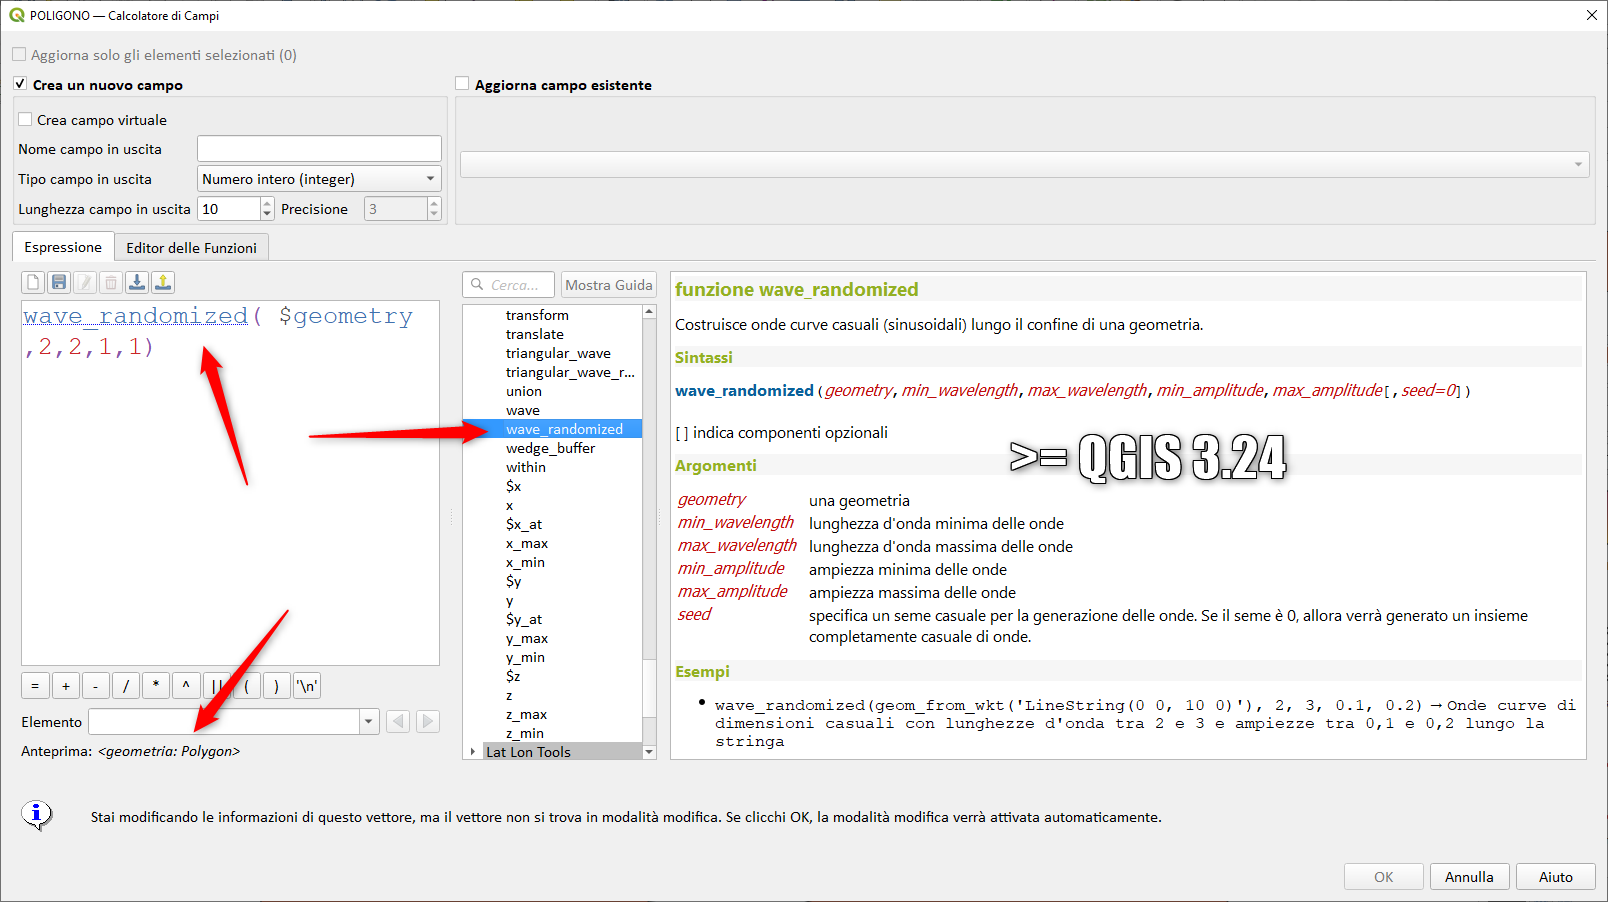 POLIGONO — Calcolatore di Campi
Aggiorna solo gli elementi selezionati (0)
Crea un nuovo campo
Aggiorna campo esistente
Crea campo virtuale
Nome campo in uscita
Tipo campo in uscita
Numero intero (integer)
Lunghezza campo in uscita
10
Precisione
3
Espressione
Editor delle Funzioni
wave_randomized( $geometry
,2,2,1,1)
=
+
-
/
*
^
||
(
)
'\n'
Elemento
Anteprima: <geometria: Polygon>
Cerca...
Mostra Guida
transform
translate
triangular_wave
triangular_wave_r...
union
wave
wave_randomized
wedge_buffer
within
$x
x
$x_at
x_max
x_min
$y
y
$y_at
y_max
y_min
$z
z
z_max
z_min
Lat Lon Tools
funzione wave_randomized
Costruisce onde curve casuali (sinusoidali) lungo il confine di una geometria.
Sintassi
wave_randomized(geometry,min_wavelength,max_wavelength,min_amplitude,max_amplitude[,seed=0])
[ ] indica componenti opzionali
>= QGIS 3.24
Argomenti
geometry una geometria
min_wavelength lunghezza d'onda minima delle onde
max_wavelength lunghezza d'onda massima delle onde
min_amplitude ampiezza minima delle onde
max_amplitude ampiezza massima delle onde
seed specifica un seme casuale per la generazione delle onde. Se il seme è 0, allora verrà generato un insieme
completamente casuale di onde.
Esempi
• wave_randomized(geom_from_wkt('LineString(0 0, 10 0)'), 2, 3, 0.1, 0.2) → Onde curve di
dimensioni casuali con lunghezze d'onda tra 2 e 3 e ampiezze tra 0,1 e 0,2 lungo la
stringa
Stai modificando le informazioni di questo vettore, ma il vettore non si trova in modalità modifica. Se clicchi OK, la modalità modifica verrà attivata automaticamente.
OK
Annulla
Aiuto